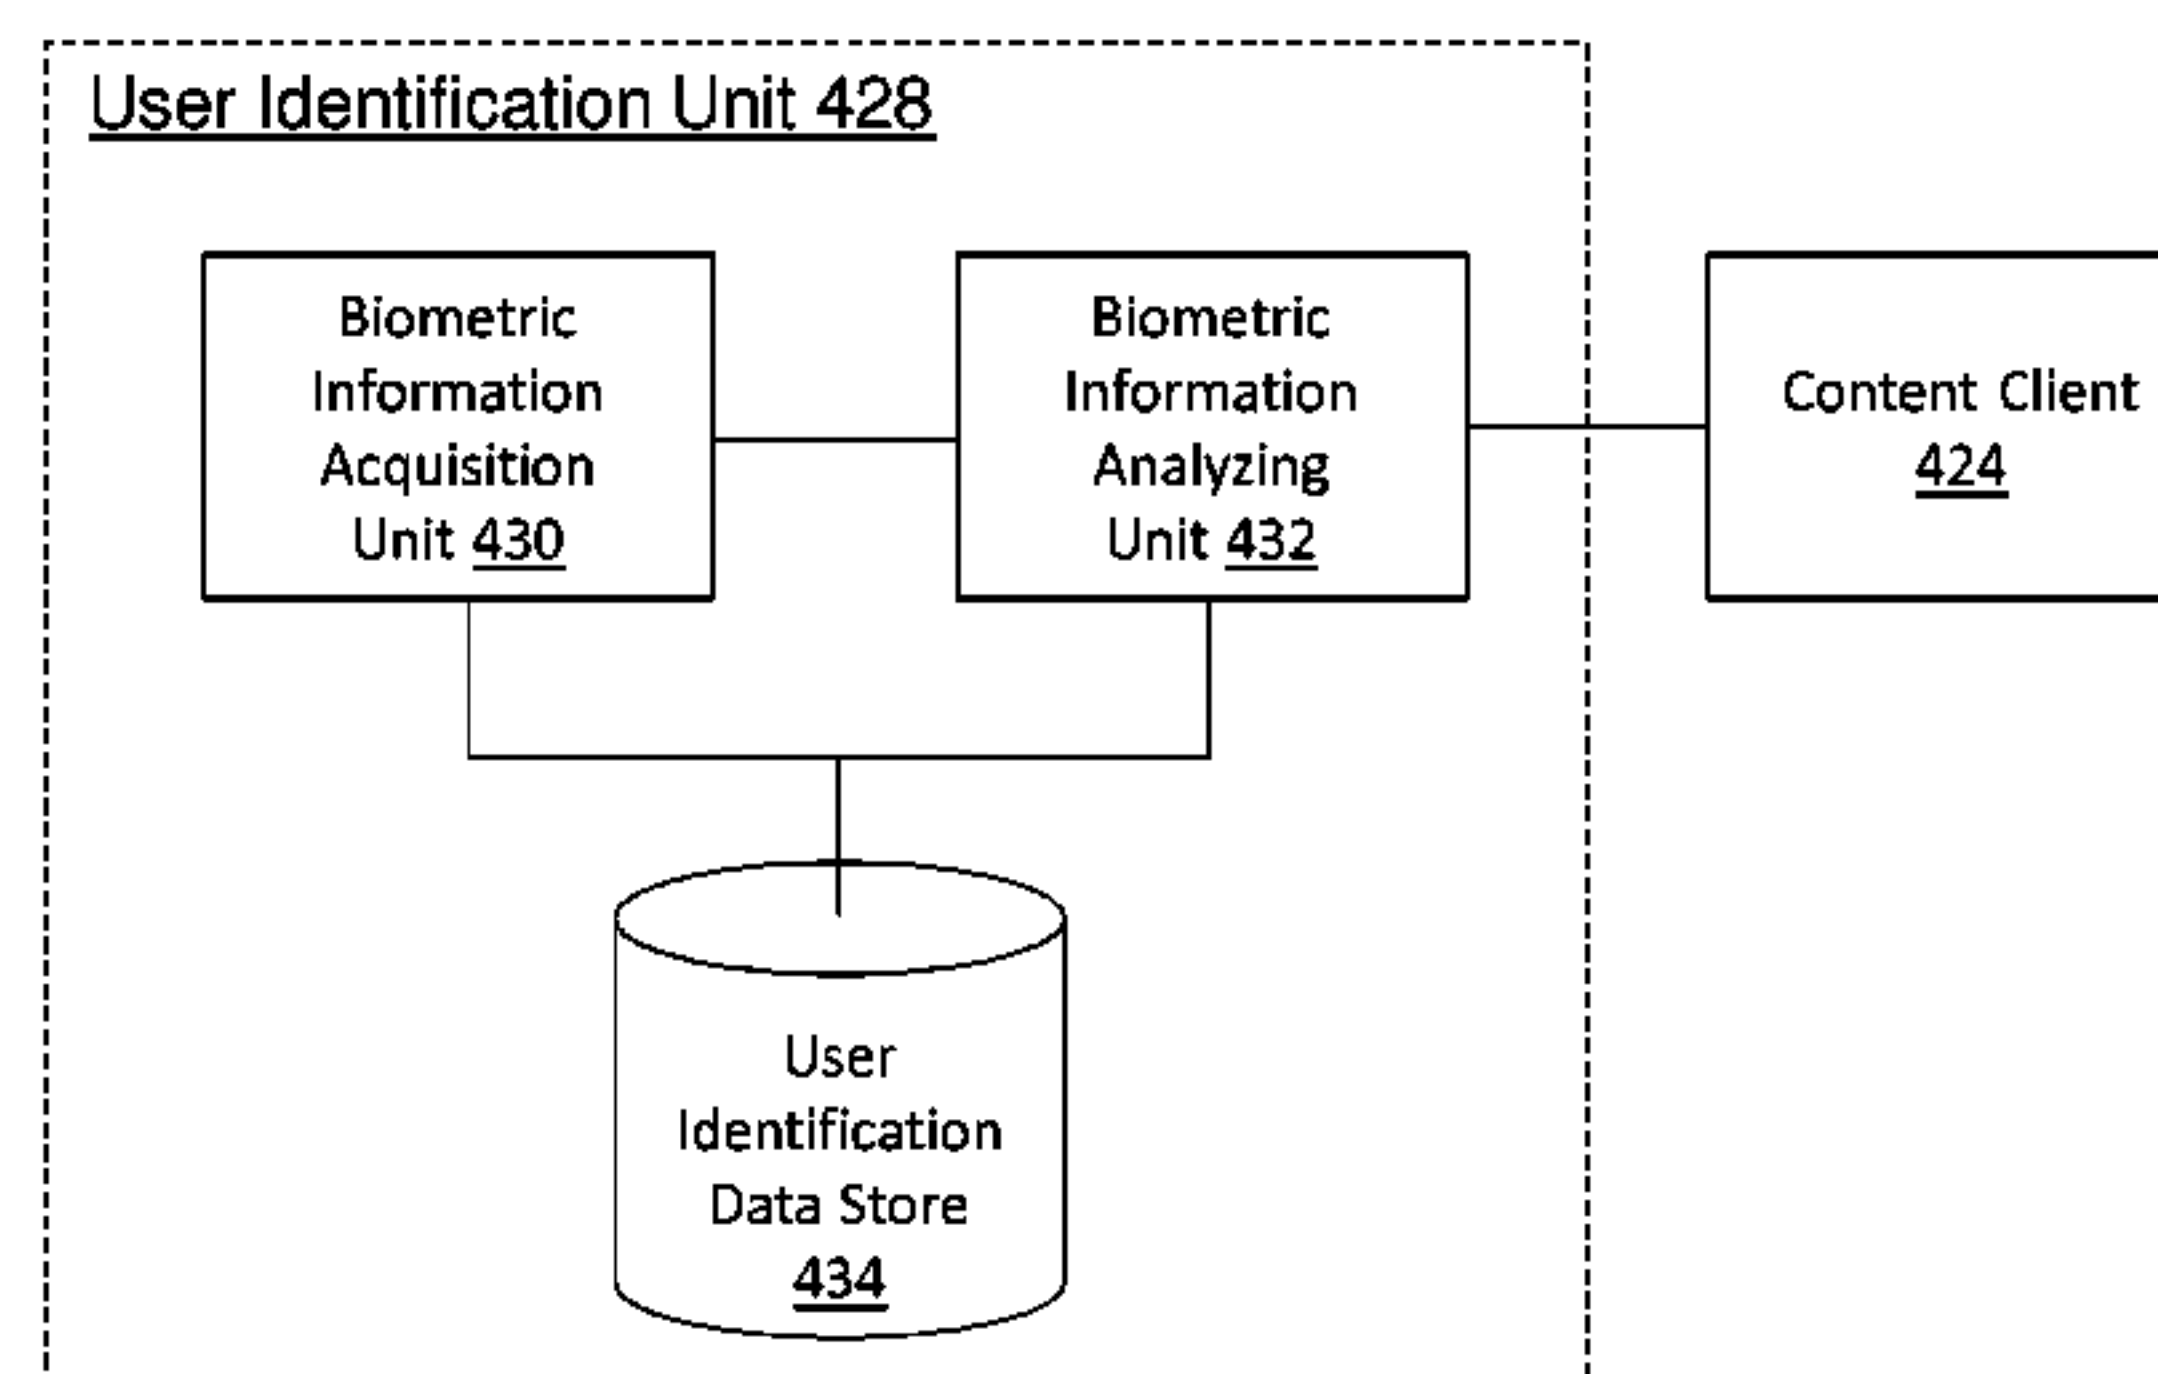 User Identification Unit 428
Biometric
Information
Acquisition
Unit 430
Biometric
Information
Analyzing
Unit 432
Content Client
424
User
Identification
Data Store
434